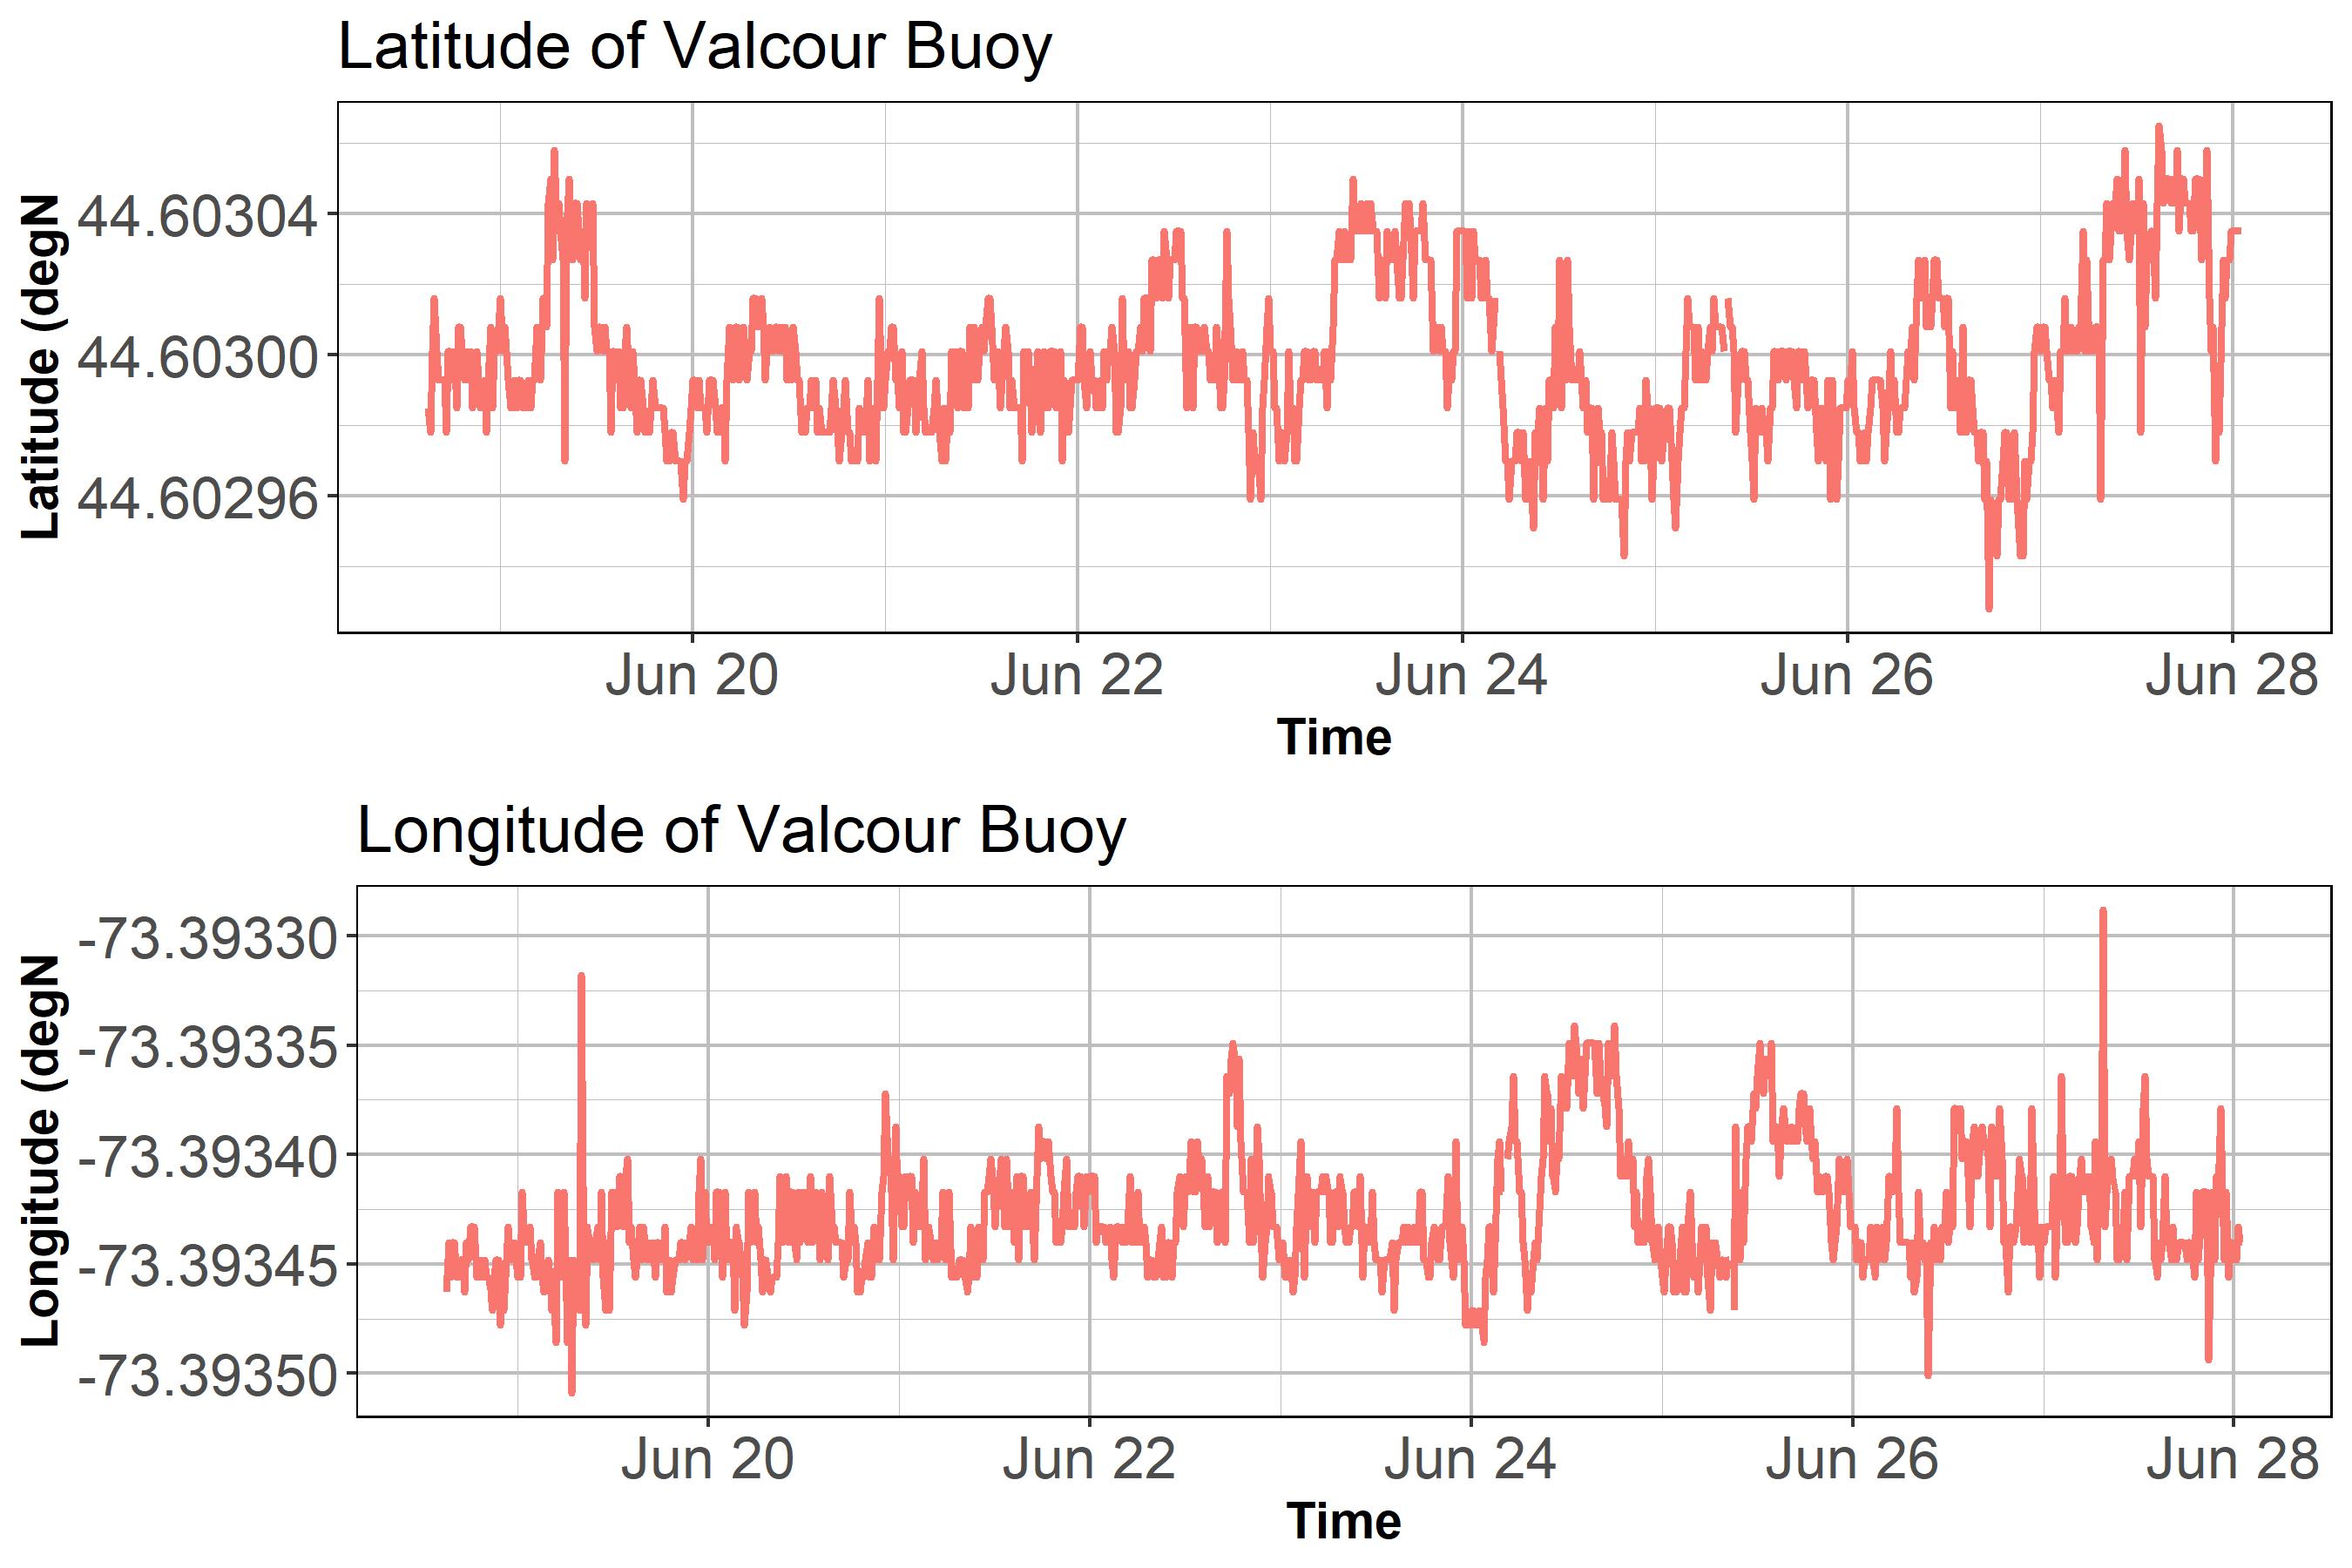 Latitude of Valcour Buoy
Latitude (degN
44.60304
44.60300
44.60296
Jun 20 Jun 22 Jun 24 Jun 26 Jun 28
Time
Longitude of Valcour Buoy
Longitude (degN
-73.39330
-73.39335
-73.39340
-73.39345
-73.39350
Jun 20 Jun 22 Jun 24 Jun 26 Jun 28
Time